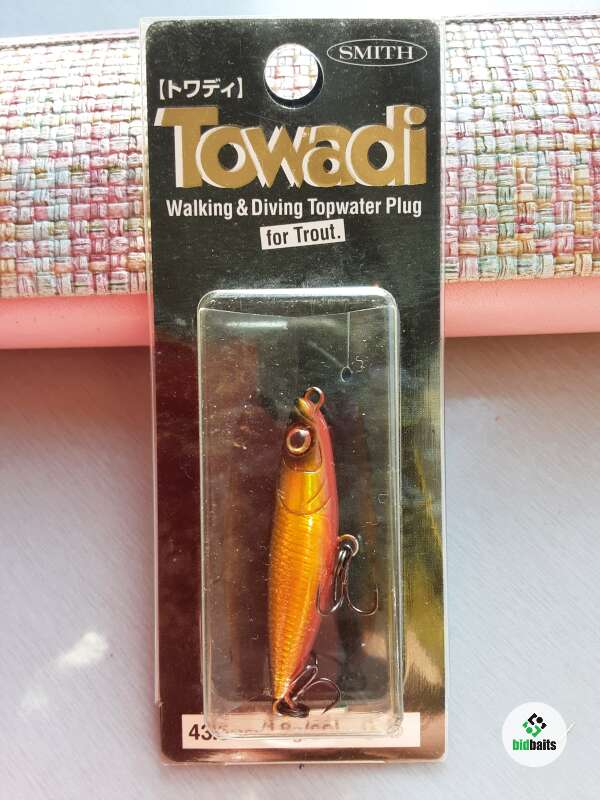 SMITH
【トワディ】
Towadi
Walking & Diving Topwater Plug
for Trout.
bidbaits